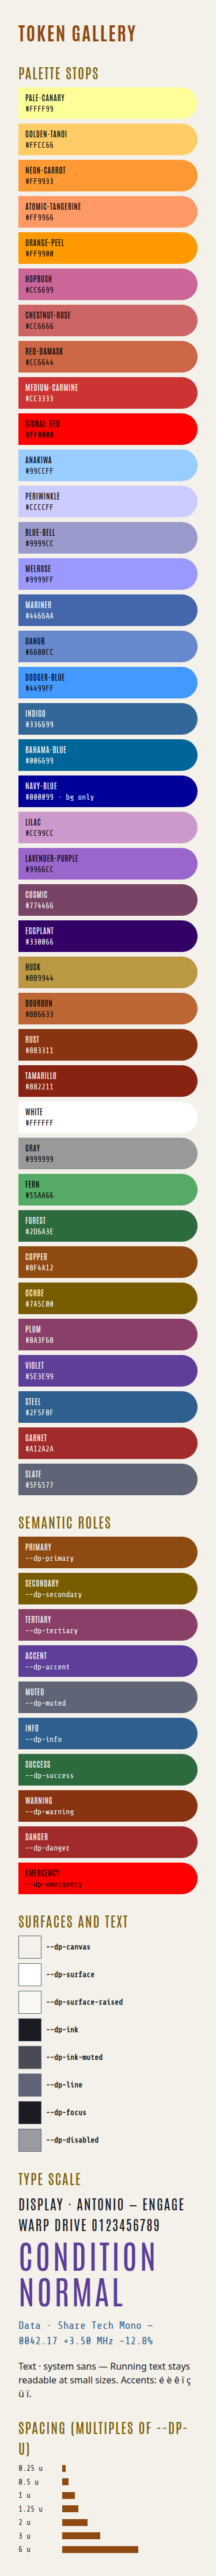 TOKEN GALLERY
PALETTE STOPS
PALE-CANARY
#FFFF99
GOLDEN-TANOI
#FFCC66
NEON-CARROT
#FF9933
ATOMIC-TANGERINE
#FF9966
ORANGE-PEEL
#FF9900
HOPBUSH
#CC6699
CHESTNUT-ROSE
#CC6666
RED-DAMASK
#CC6644
MEDIUM-CARMINE
#CC3333
SIGNAL-RED
#FF0000
ANAKIWA
#99CCFF
PERIWINKLE
#CCCCFF
BLUE-BELL
#9999CC
MELROSE
#9999FF
MARINER
#4466AA
DANUB
#6688CC
DODGER-BLUE
#4499FF
INDIGO
#336699
BAHAMA-BLUE
#006699
NAVY-BLUE
#000099 · bg only
LILAC
#CC99CC
LAVENDER-PURPLE
#9966CC
COSMIC
#774466
EGGPLANT
#330066
HUSK
#BB9944
BOURBON
#BB6633
RUST
#883311
TAMARILLO
#882211
WHITE
#FFFFFF
GRAY
#999999
FERN
#55AA66
FOREST
#2D6A3E
COPPER
#8F4A12
OCHRE
#7A5C00
PLUM
#8A3F68
VIOLET
#5E3E99
STEEL
#2F5F8F
GARNET
#A12A2A
SLATE
#5F6577
SEMANTIC ROLES
PRIMARY
--dp-primary
SECONDARY
--dp-secondary
TERTIARY
--dp-tertiary
ACCENT
--dp-accent
MUTED
--dp-muted
INFO
--dp-info
SUCCESS
--dp-success
WARNING
--dp-warning
DANGER
--dp-danger
EMERGENCY
--dp-emergency
SURFACES AND TEXT
--dp-canvas
--dp-surface
--dp-surface-raised
--dp-ink
--dp-ink-muted
--dp-line
--dp-focus
--dp-disabled
TYPE SCALE
DISPLAY · ANTONIO — ENGAGE
WARP DRIVE 0123456789
CONDITION
NORMAL
Data · Share Tech Mono —
0042.17 +3.50 MHz −12.8%
Text · system sans — Running text stays
readable at small sizes. Accents: é è ê ï ç
ü ï.
SPACING (MULTIPLES OF --DP-
U)
0.25 u
0.5 u
1 u
1.25 u
2 u
3 u
6 u